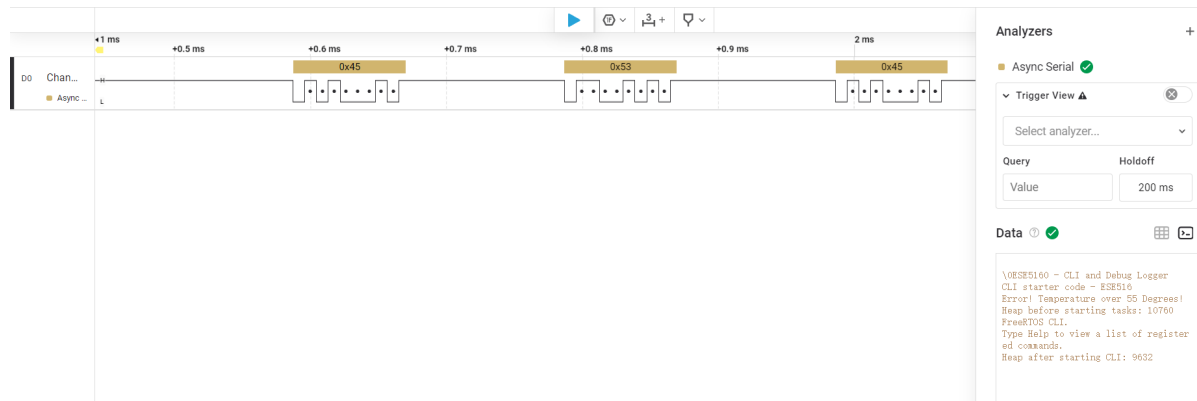 3 +
1 ms
+0.5 ms
+0.6 ms
+0.7 ms
+0.8 ms
+0.9 ms
2 ms
D0 Chan...
H
Async ...
L
0x45
0x53
0x45
Analyzers +
Async Serial
Trigger View
Select analyzer...
Query
Holdoff
Value
200 ms
Data
\0ESE5160 - CLI and Debug Logger
CLI starter code - ESE516
Error! Temperature over 55 Degrees!
Heap before starting tasks: 10760
FreeRTOS CLI.
Type Help to view a list of register
ed commands.
Heap after starting CLI: 9632